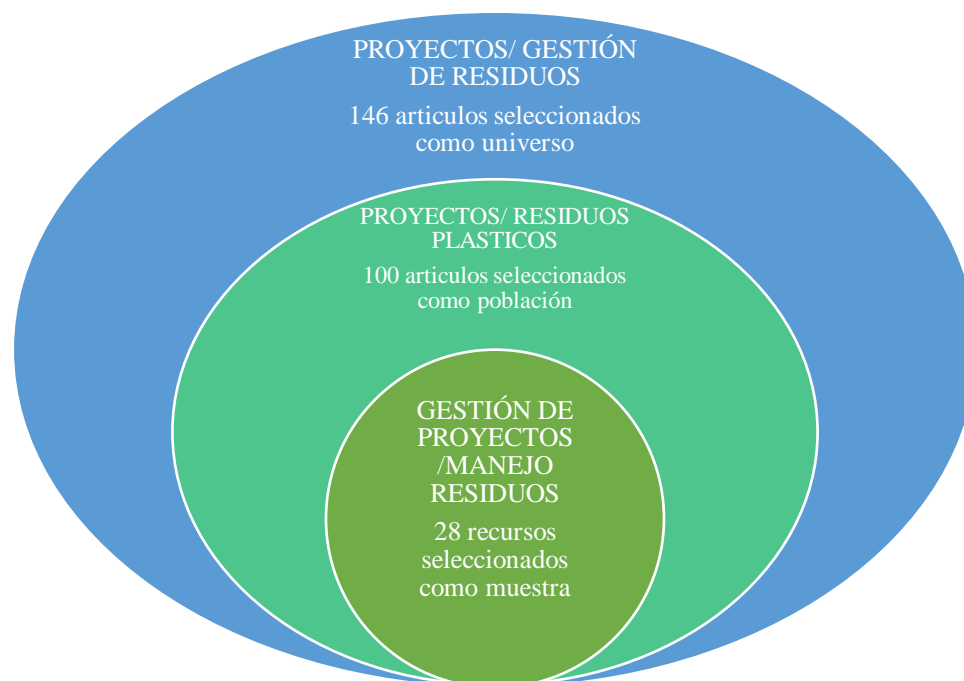 PROYECTOS/ GESTIÓN
DE RESIDUOS
146 articulos seleccionados
como universo
PROYECTOS/ RESIDUOS
PLASTICOS
100 articulos seleccionados
como población
GESTIÓN DE
PROYECTOS
/MANEJO
RESIDUOS
28 recursos
seleccionados
como muestra